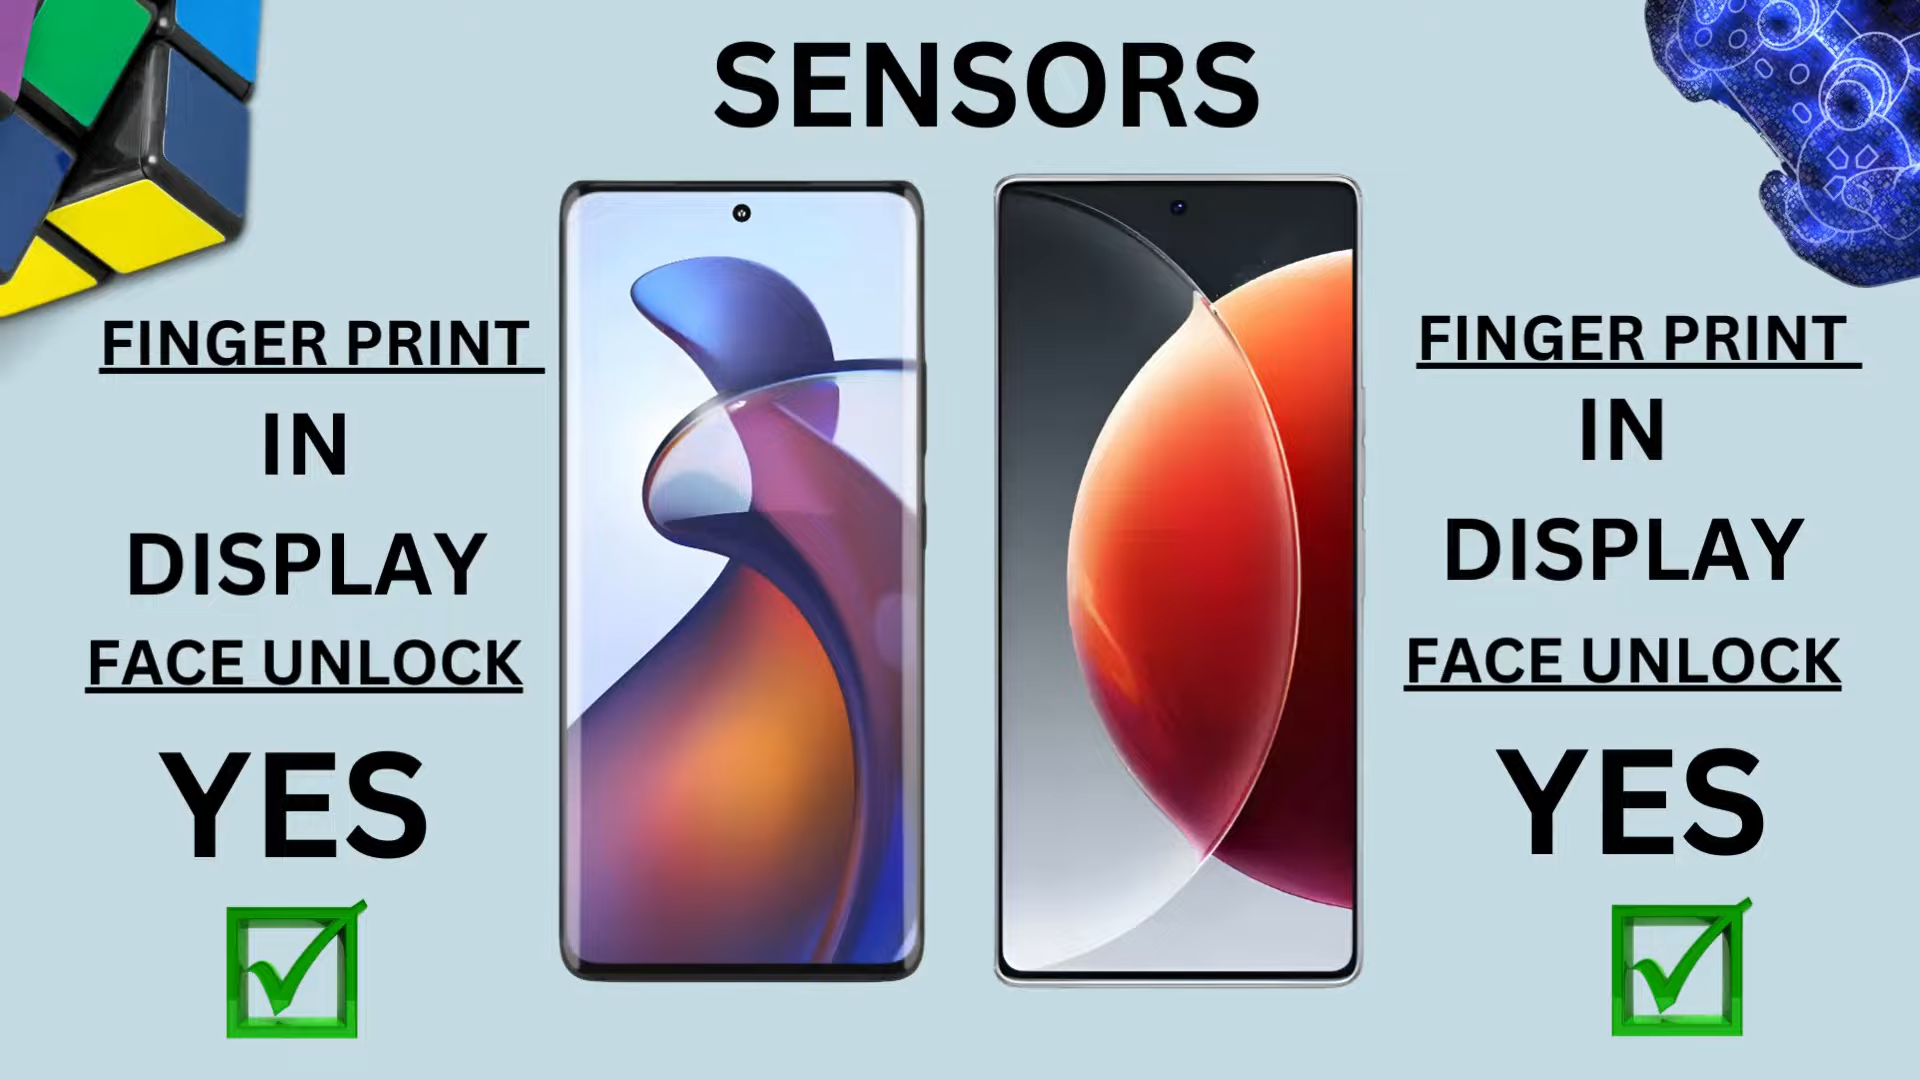 SENSORS
FINGER PRINT
IN
DISPLAY
FACE UNLOCK
YES
FINGER PRINT
IN
DISPLAY
FACE UNLOCK
YES